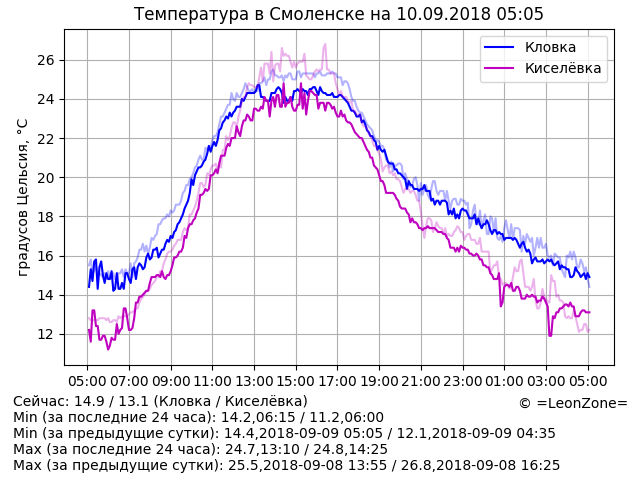 Температура в Смоленске на 10.09.2018 05:05
градусов Цельсия, °C
26
24
22
20
18
16
14
12
Кловка
Киселёвка
05:00 07:00 09:00 11:00 13:00 15:00 17:00 19:00 21:00 23:00 01:00 03:00 05:00
Сейчас: 14.9 / 13.1 (Кловка / Киселёвка)
© =LeonZone=
Min (за последние 24 часа): 14.2,06:15 / 11.2,06:00
Min (за предыдущие сутки): 14.4,2018-09-09 05:05 / 12.1,2018-09-09 04:35
Max (за последние 24 часа): 24.7,13:10 / 24.8,14:25
Max (за предыдущие сутки): 25.5,2018-09-08 13:55 / 26.8,2018-09-08 16:25